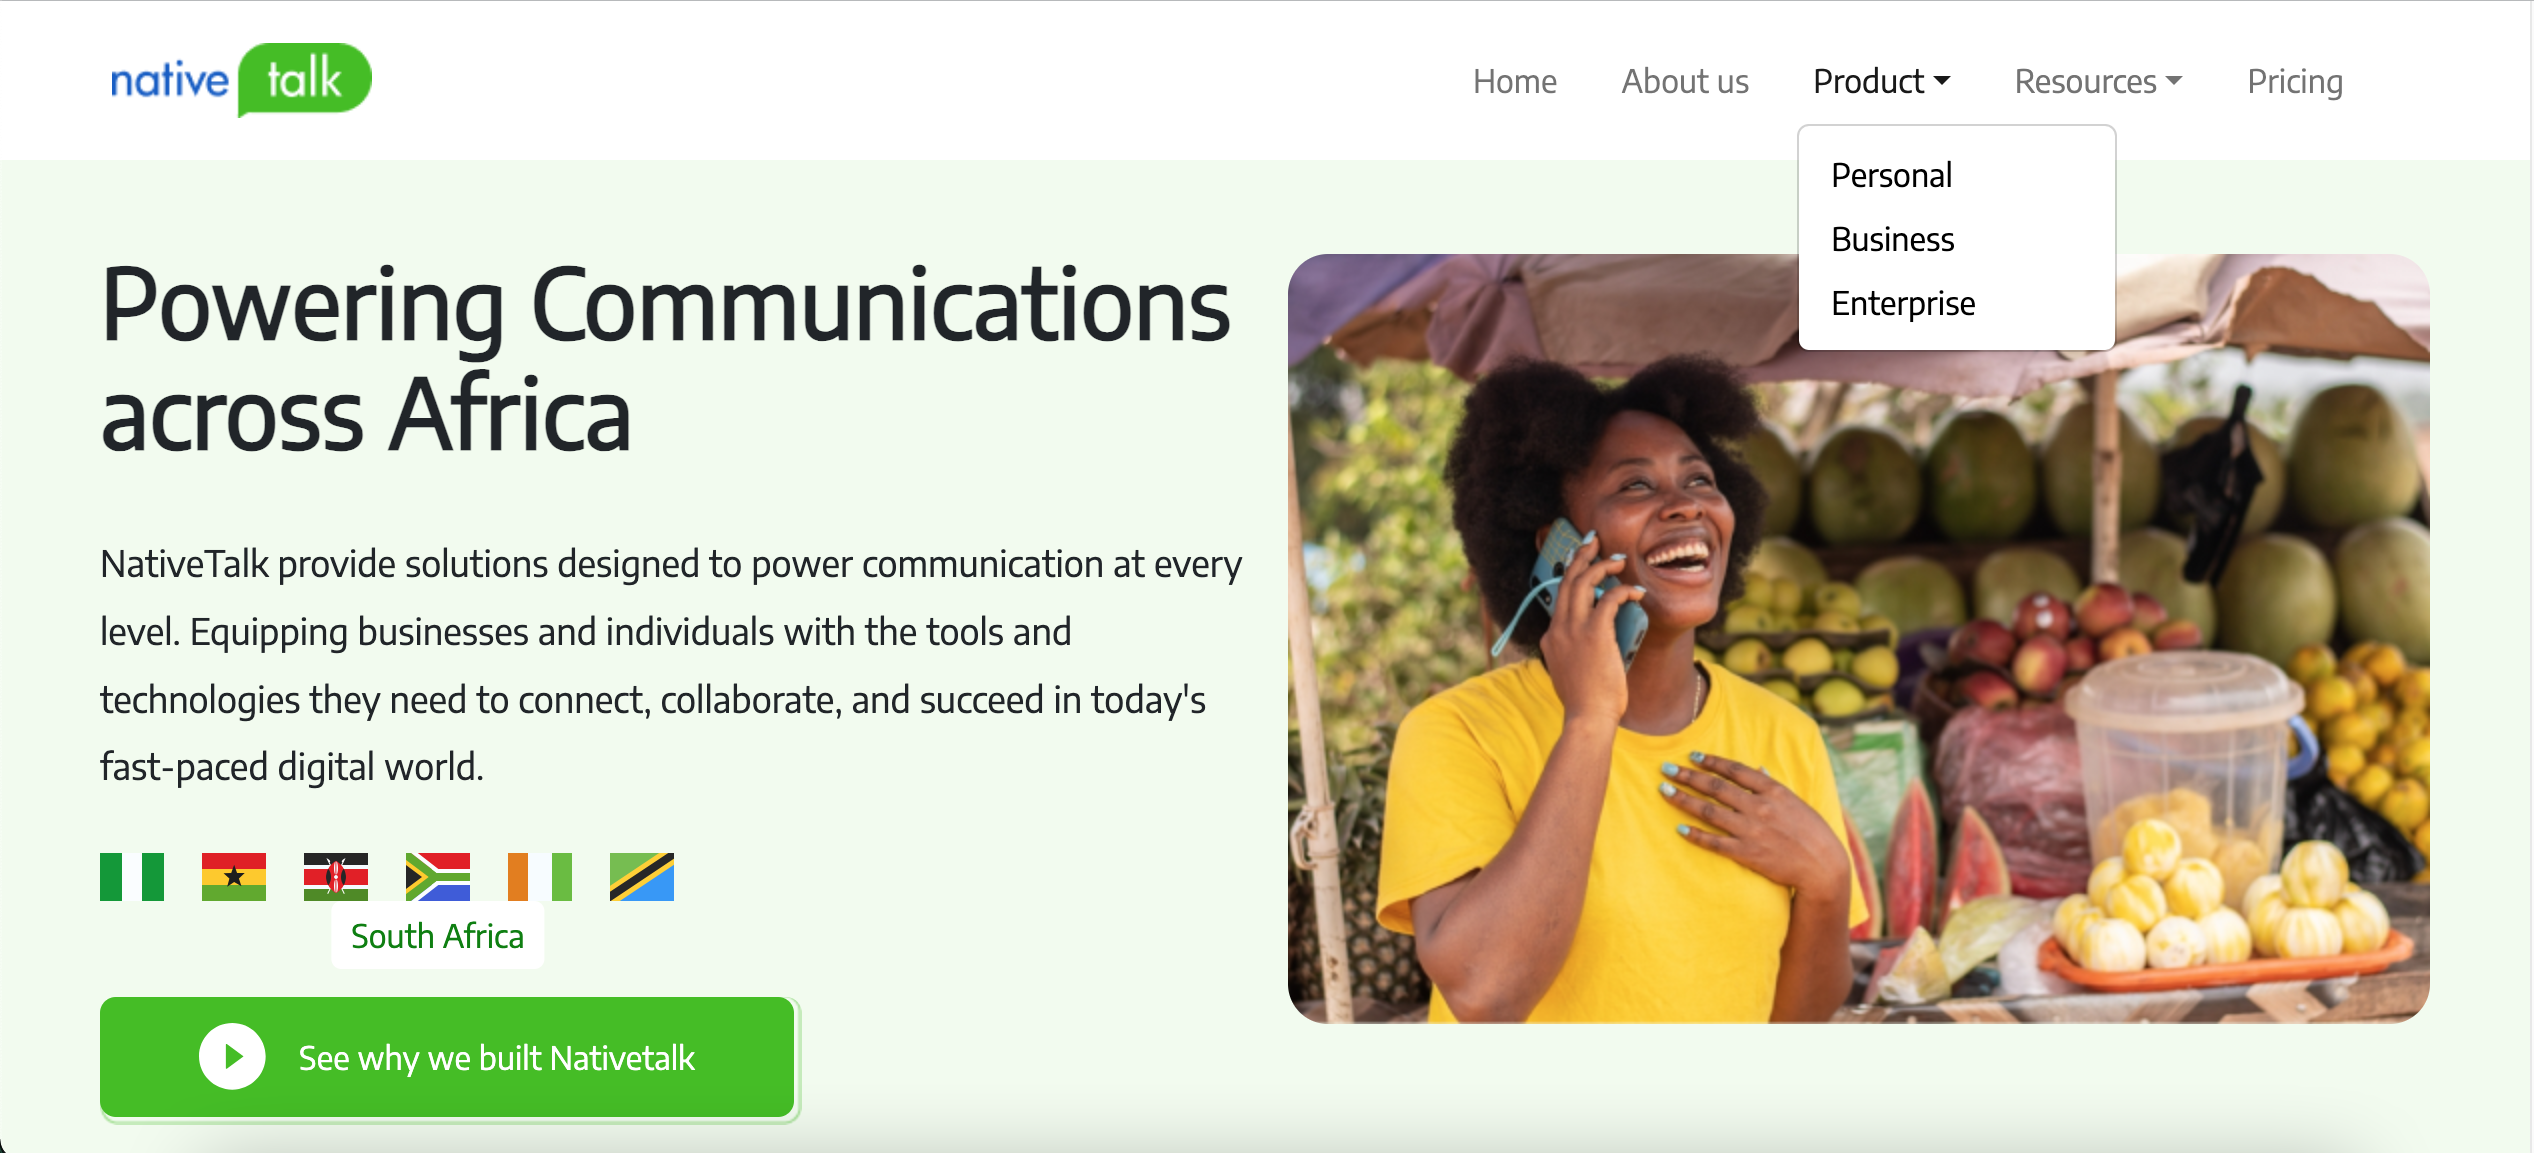 native talk
Home About us Product Resources Pricing
Personal
Business
Enterprise
Powering Communications
across Africa
NativeTalk provide solutions designed to power communication at every
level. Equipping businesses and individuals with the tools and
technologies they need to connect, collaborate, and succeed in today's
fast-paced digital world.
South Africa
See why we built Nativetalk